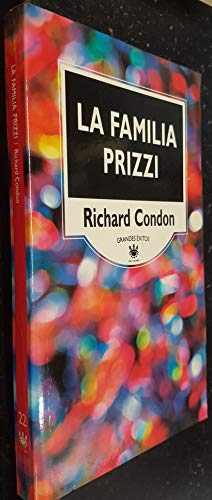 LA FAMILIA
PRIZZI
Richard Condon
GRANDES ÉXITOS
LA FAMILIA PRIZZI / Richard Condon
22